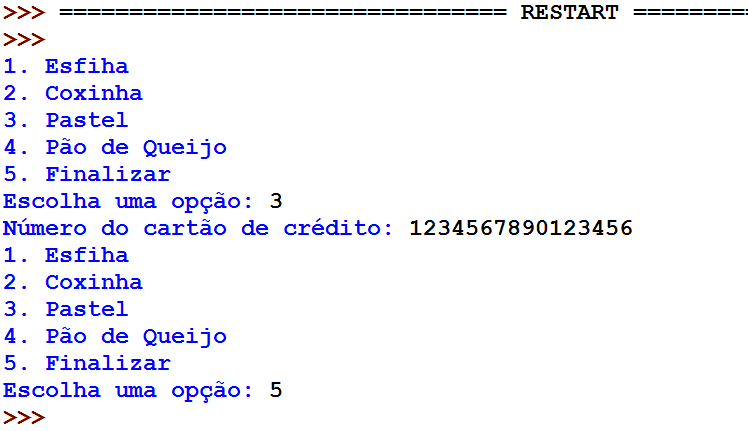 >>> ================================ RESTART =========
>>>
1. Esfiha
2. Coxinha
3. Pastel
4. Pão de Queijo
5. Finalizar
Escolha uma opção: 3
Número do cartão de crédito: 1234567890123456
1. Esfiha
2. Coxinha
3. Pastel
4. Pão de Queijo
5. Finalizar
Escolha uma opção: 5
>>>